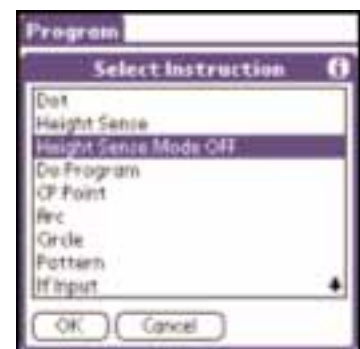 Program
Select Instruction
Dot
Height Sense
Height Sense Mode OFF
Do Program
CP Point
Arc
Circle
Pattern
If Input
OK
Cancel